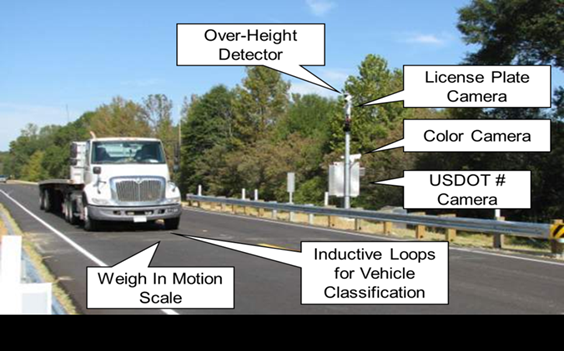 Over-Height
Detector
License Plate
Camera
Color Camera
USDOT #
Camera
Inductive Loops
for Vehicle
Classification
Weigh In Motion
Scale